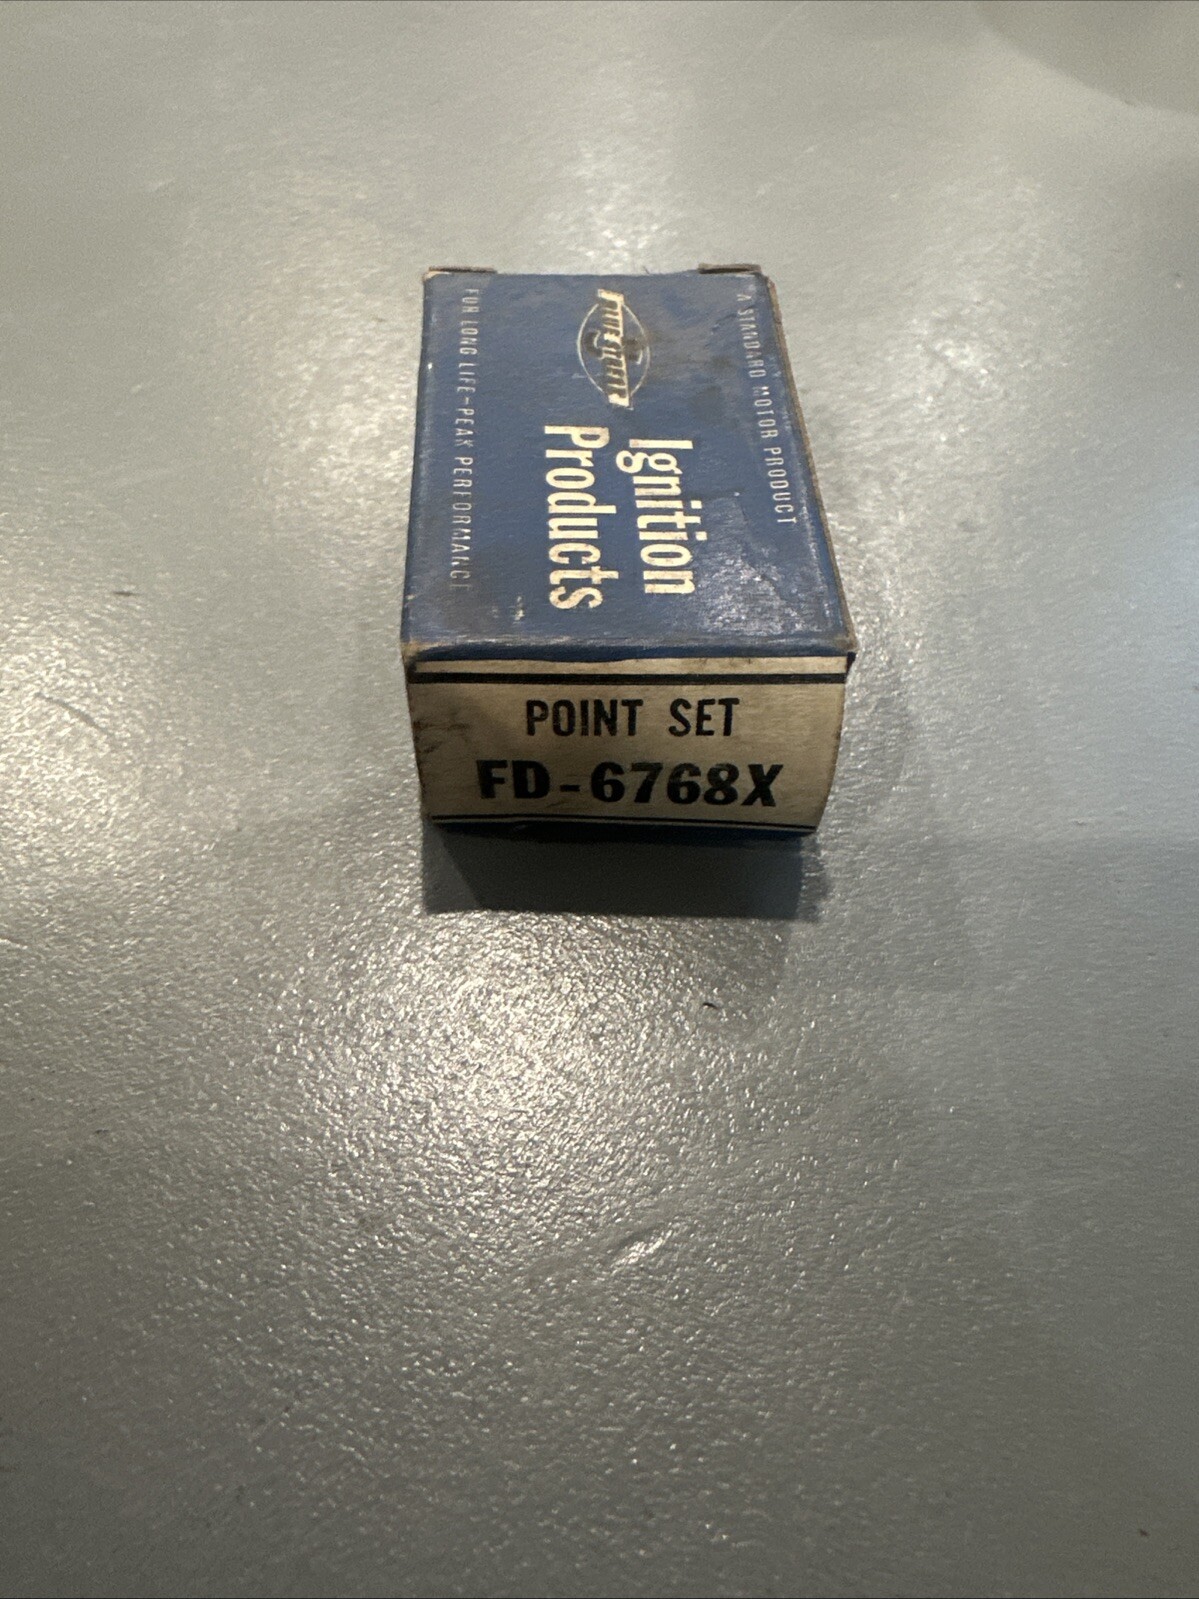 A STANDARD MOTOR PRODUCT
Ignition
Products
FOR LONG LIFE-PEAK PERFORMANCE
POINT SET
FD-6768X